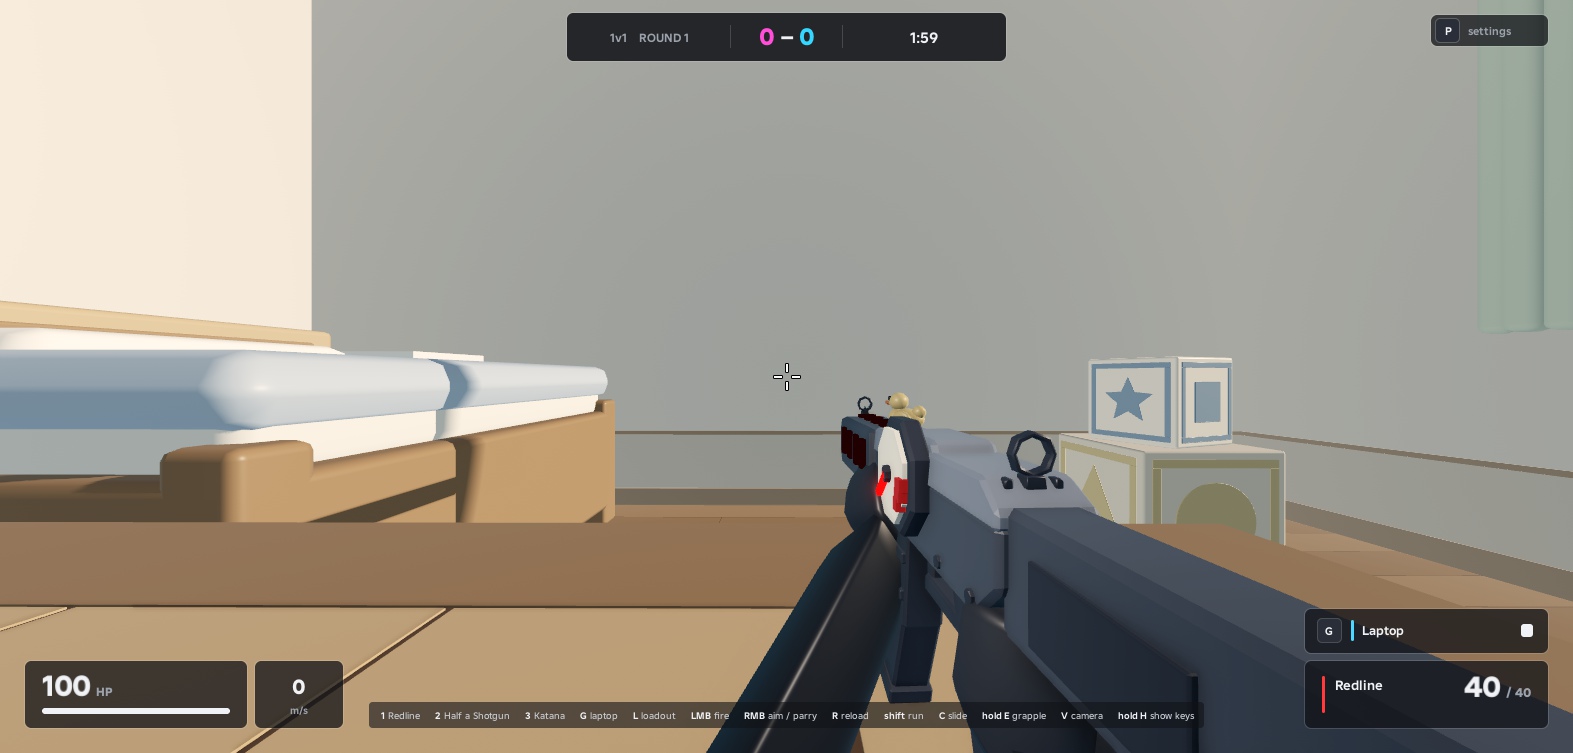 1v1 ROUND 1 0 – 0 1:59
P settings
G Laptop
100 HP
0
m/s
Redline 40 / 40
1 Redline 2 Half a Shotgun 3 Katana G laptop L loadout LMB fire RMB aim / parry R reload shift run C slide hold E grapple V camera hold H show keys